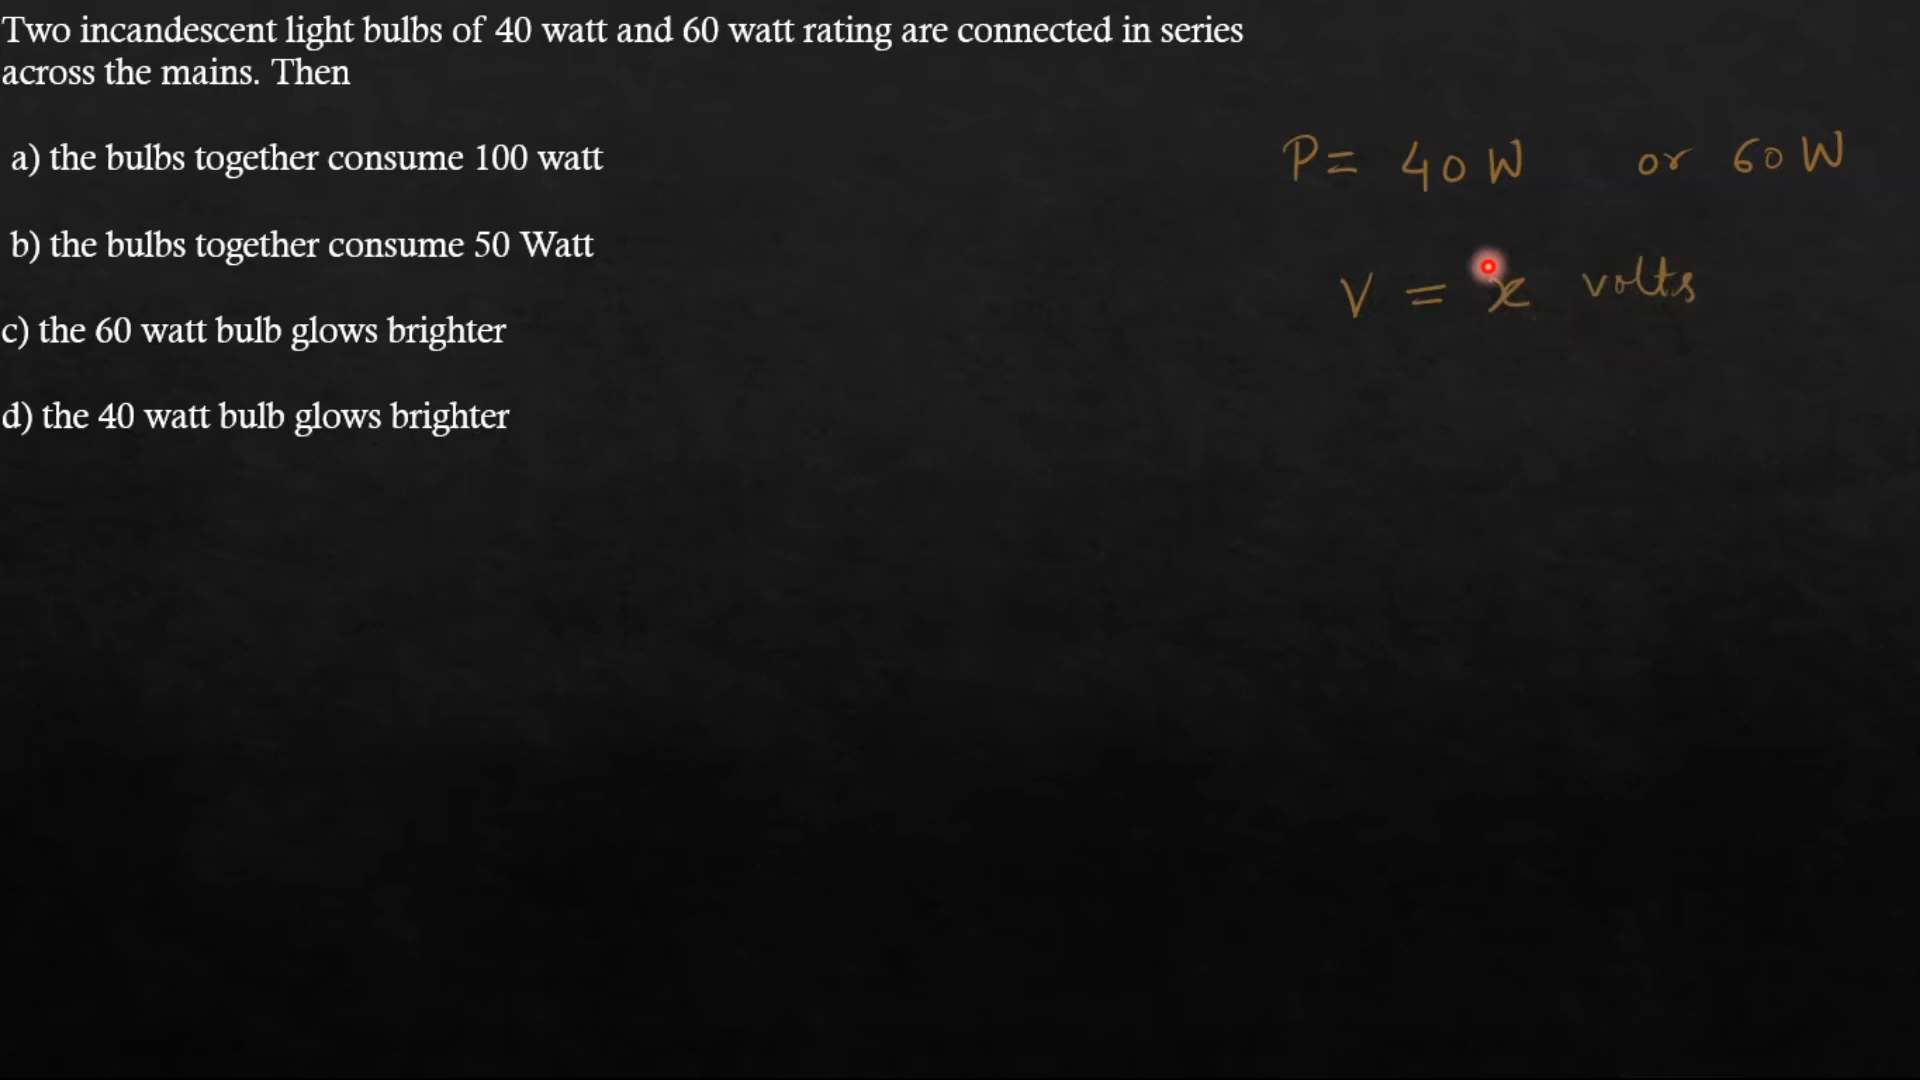 Two incandescent light bulbs of 40 watt and 60 watt rating are connected in series
across the mains. Then
a) the bulbs together consume 100 watt
b) the bulbs together consume 50 Watt
c) the 60 watt bulb glows brighter
d) the 40 watt bulb glows brighter
P = 40 W or 60 W
V = x volts